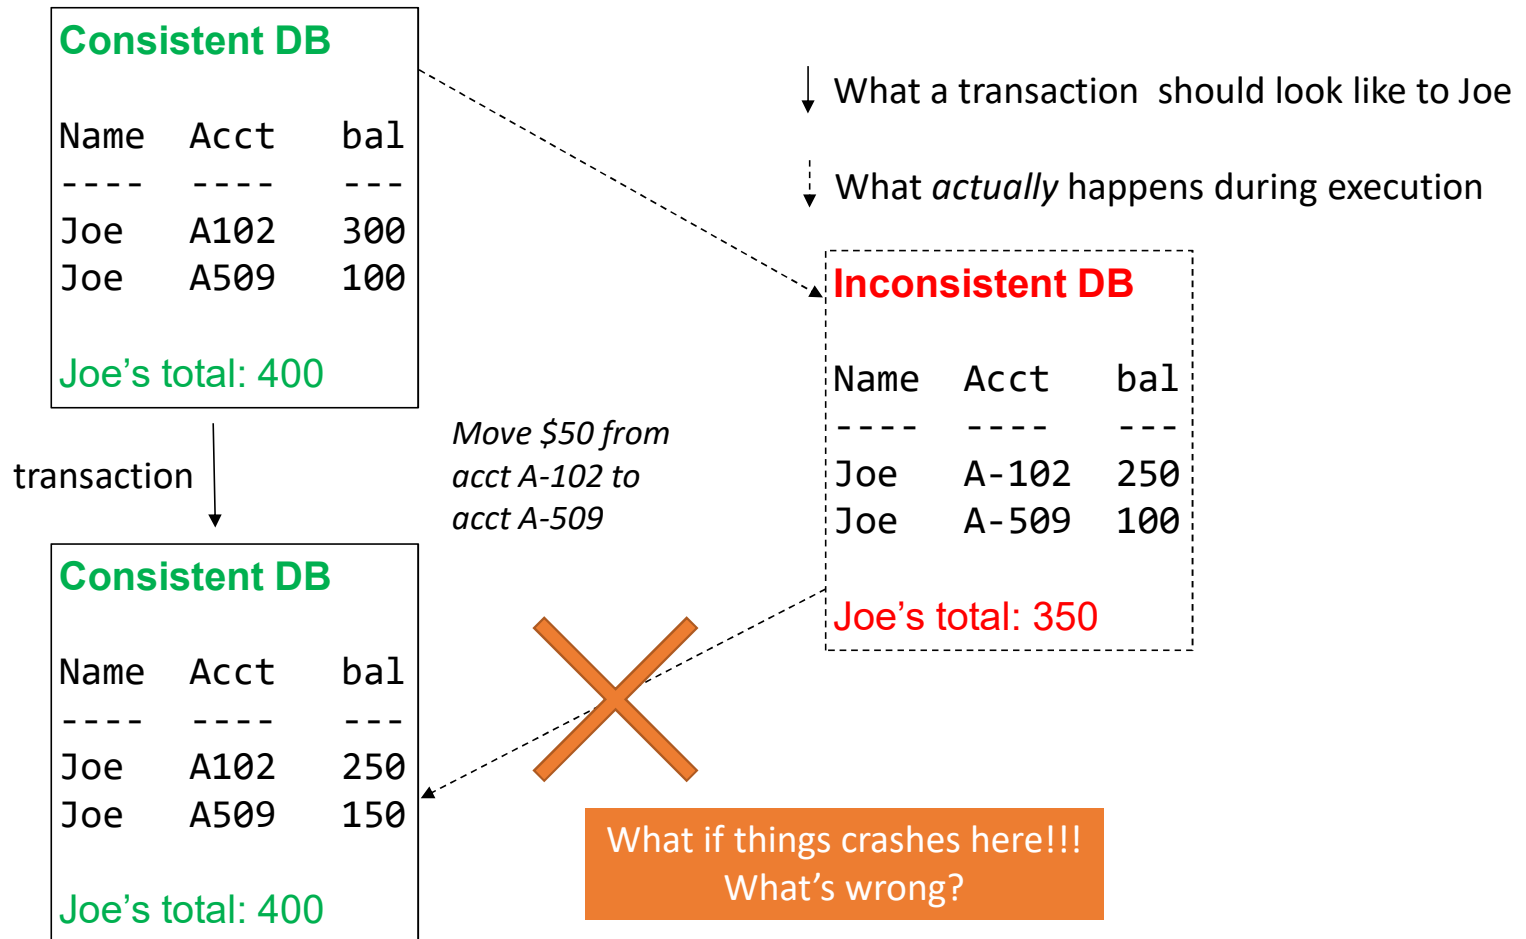 Consistent DB
Name Acct bal
---- ---- ---
Joe A102 300
Joe A509 100
Joe’s total: 400
transaction
Move $50 from
acct A-102 to
acct A-509
Consistent DB
Name Acct bal
---- ---- ---
Joe A102 250
Joe A509 150
Joe’s total: 400
What a transaction should look like to Joe
What actually happens during execution
Inconsistent DB
Name Acct bal
---- ---- ---
Joe A-102 250
Joe A-509 100
Joe’s total: 350
What if things crashes here!!!
What’s wrong?